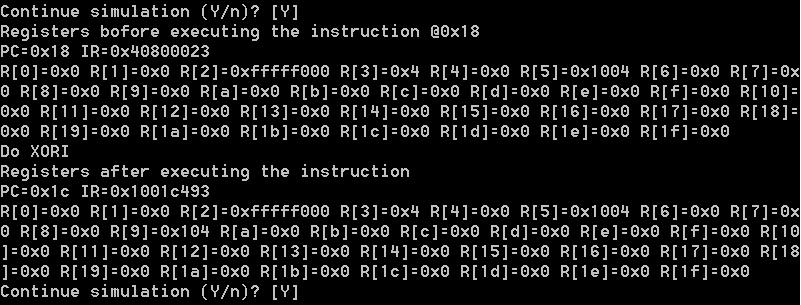 Continue simulation (Y/n)? [Y]
Registers bofore executing the instruction @0x18
PC=0x18 IR=0x40800023
R[0]=0x0 R[1]=0x0 R[2]=0xfffff000 R[3]=0x4 R[4]=0x0 R[5]=0x1004 R[6]=0x0 R[7]=0x
0 R[8]=0x0 R[9]=0x0 R[a]=0x0 R[b]=0x0 R[c]=0x0 R[d]=0x0 R[e]=0x0 R[f]=0x0 R[10]=
0x0 R[11]=0x0 R[12]=0x0 R[13]=0x0 R[14]=0x0 R[15]=0x0 R[16]=0x0 R[17]=0x0 R[18]=
0x0 R[19]=0x0 R[1a]=0x0 R[1b]=0x0 R[1c]=0x0 R[1d]=0x0 R[1e]=0x0 R[1f]=0x0
Do XORI
Registers after executing the instruction
PC=0x1c IR=0x1001c493
R[0]=0x0 R[1]=0x0 R[2]=0xfffff000 R[3]=0x4 R[4]=0x0 R[5]=0x1004 R[6]=0x0 R[7]=0x
0 R[8]=0x0 R[9]=0x104 R[a]=0x0 R[b]=0x0 R[c]=0x0 R[d]=0x0 R[e]=0x0 R[f]=0x0 R[10
]=0x0 R[11]=0x0 R[12]=0x0 R[13]=0x0 R[14]=0x0 R[15]=0x0 R[16]=0x0 R[17]=0x0 R[18
]=0x0 R[19]=0x0 R[1a]=0x0 R[1b]=0x0 R[1c]=0x0 R[1d]=0x0 R[1e]=0x0 R[1f]=0x0
Continue simulation (Y/n)? [Y]